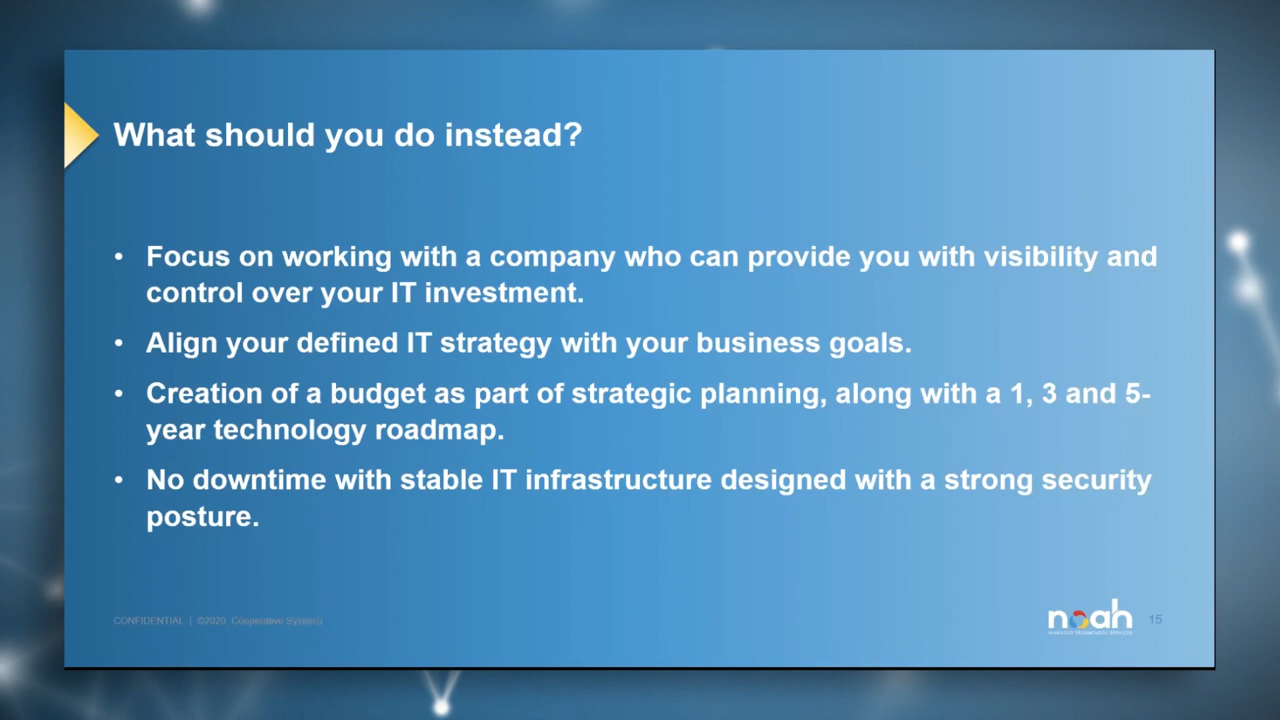 What should you do instead?
• Focus on working with a company who can provide you with visibility and
control over your IT investment.
• Align your defined IT strategy with your business goals.
• Creation of a budget as part of strategic planning, along with a 1, 3 and 5-
year technology roadmap.
• No downtime with stable IT infrastructure designed with a strong security
posture.
CONFIDENTIAL | ©2020 Cooperative Systems
noah
MANAGED TECHNOLOGY SERVICES
15